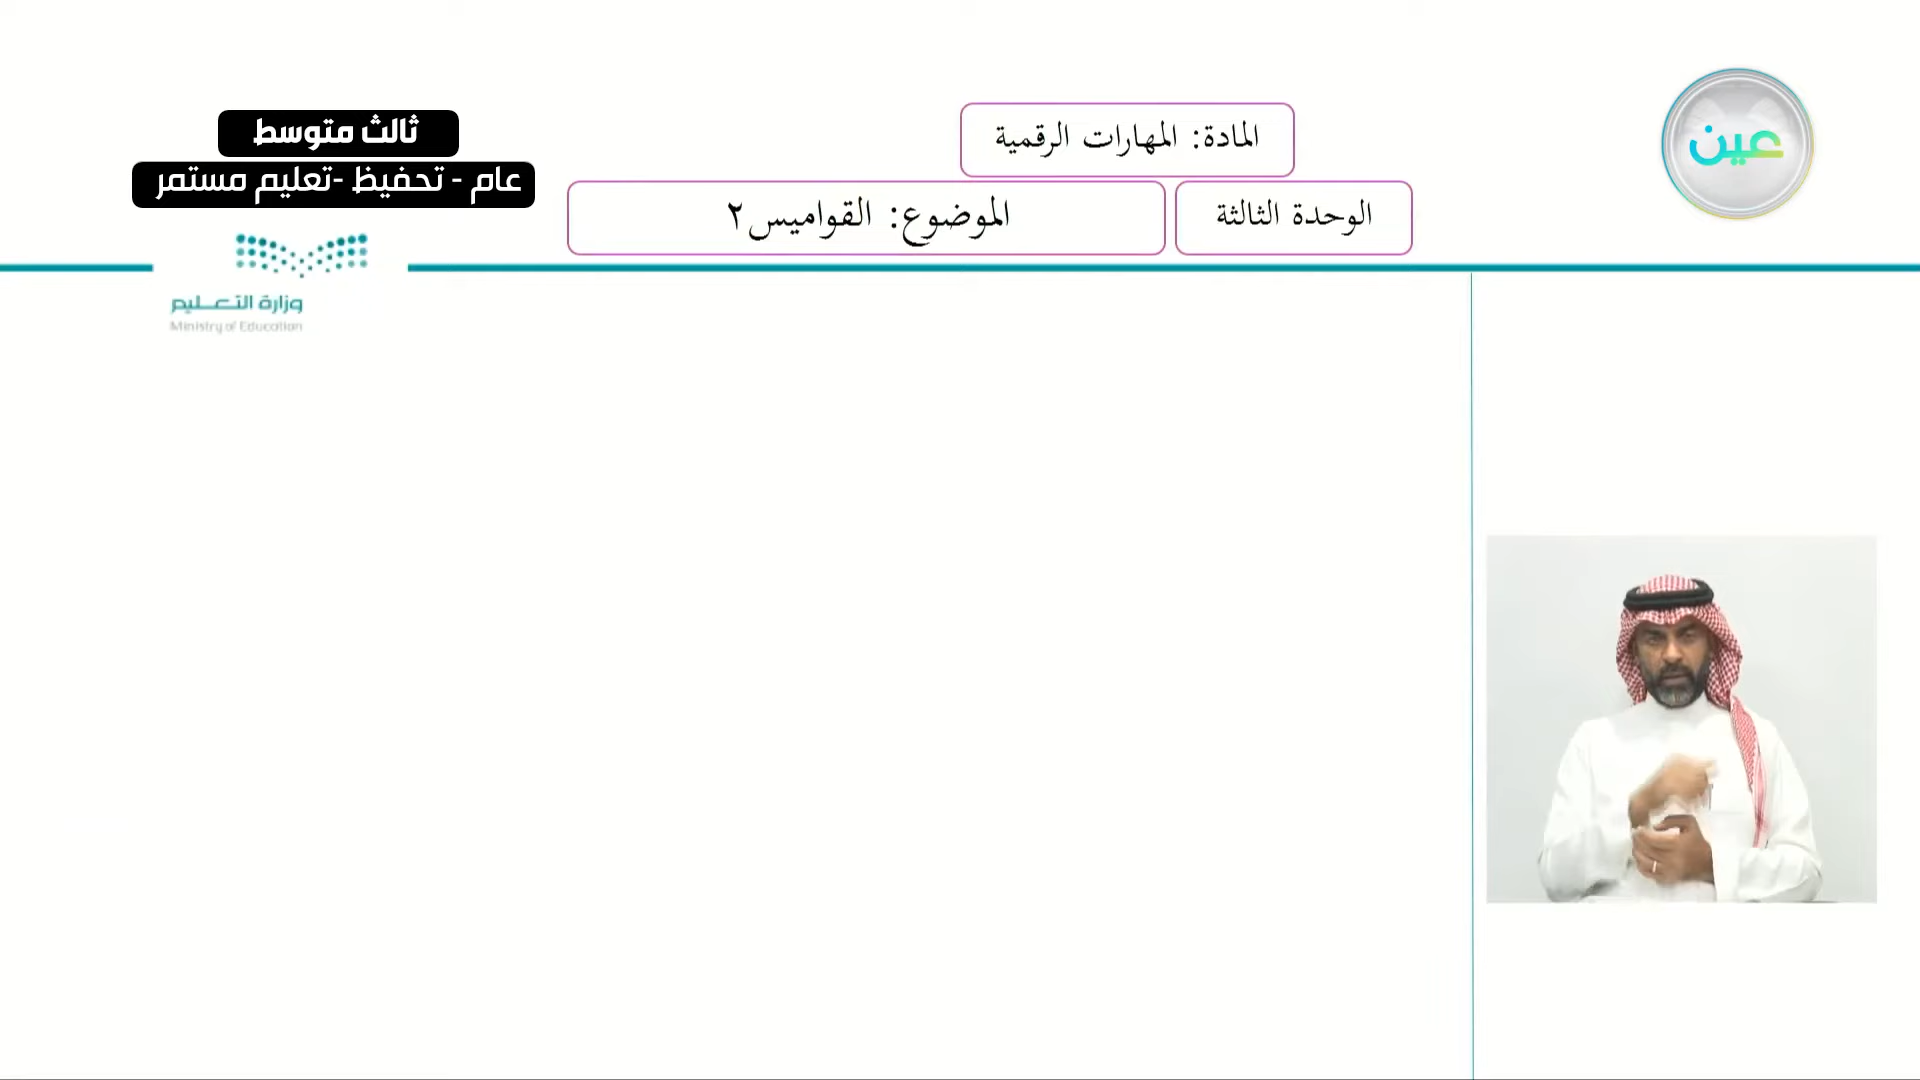 عين
المادة: المهارات الرقمية
الوحدة الثالثة
الموضوع: القواميس٢
ثالث متوسط
عام - تحفيظ -تعليم مستمر
وزارة التعليم
Ministry of Education